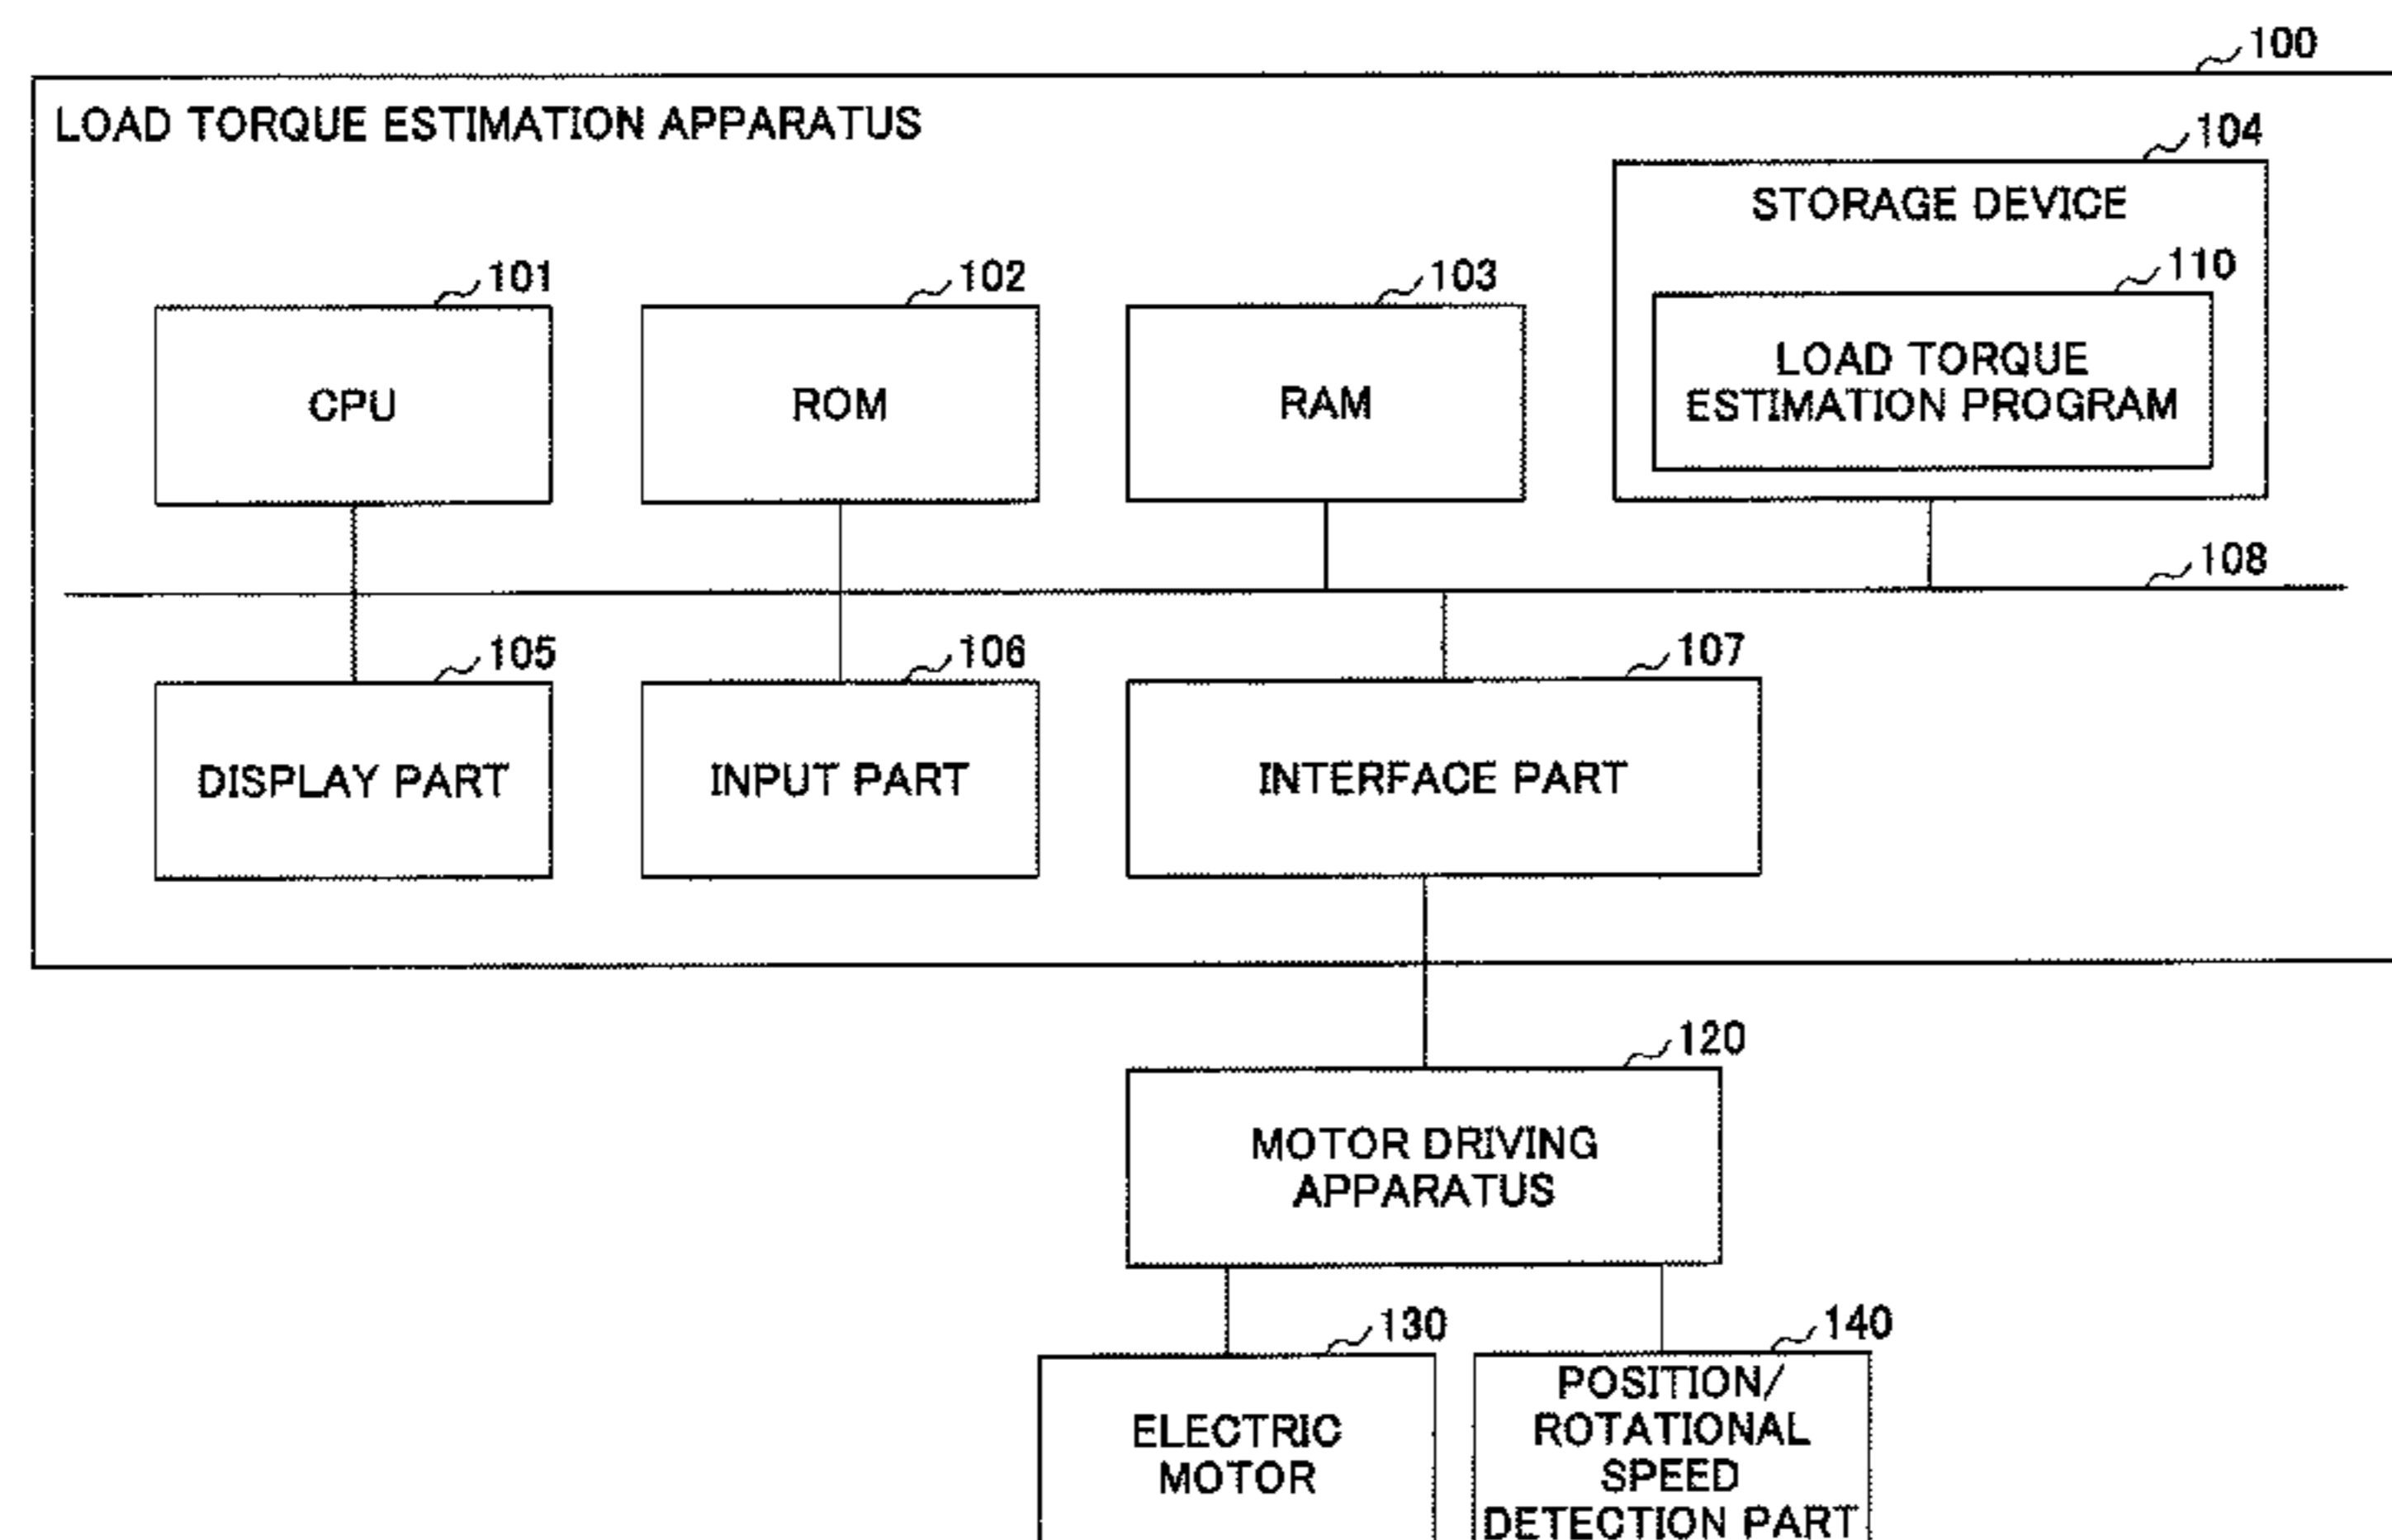 100
LOAD TORQUE ESTIMATION APPARATUS
104
STORAGE DEVICE
101
102
103
110
CPU
ROM
RAM
LOAD TORQUE
ESTIMATION PROGRAM
108
105
106
107
DISPLAY PART
INPUT PART
INTERFACE PART
120
MOTOR DRIVING
APPARATUS
130
140
ELECTRIC
MOTOR
POSITION/
ROTATIONAL
SPEED
DETECTION PART